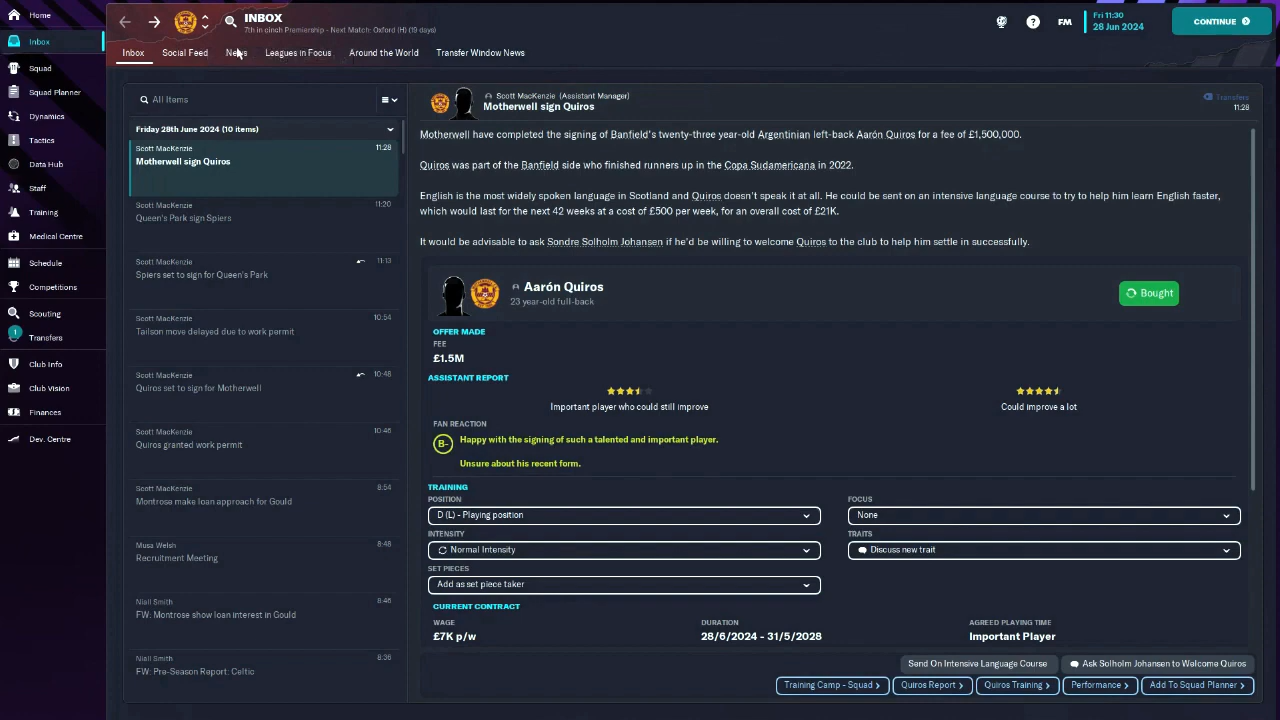 Home
INBOX
7th in cinch Premiership - Next Match: Oxford (H) (19 days)
FM
Fri 11:30
28 Jun 2024
CONTINUE
Inbox
Squad
Squad Planner
Dynamics
Tactics
Data Hub
Staff
Training
Medical Centre
Schedule
Competitions
Scouting
1
Transfers
Club Info
Club Vision
Finances
Dev. Centre
Inbox
Social Feed
News
Leagues in Focus
Around the World
Transfer Window News
All Items
Friday 28th June 2024 (10 items)
Scott MacKenzie 11:28
Motherwell sign Quiros
Scott MacKenzie 11:20
Queen's Park sign Spiers
Scott MacKenzie 11:13
Spiers set to sign for Queen's Park
Scott MacKenzie 10:54
Tailson move delayed due to work permit
Scott MacKenzie 10:48
Quiros set to sign for Motherwell
Scott MacKenzie 10:46
Quiros granted work permit
Scott MacKenzie 8:54
Montrose make loan approach for Gould
Musa Welsh 8:48
Recruitment Meeting
Niall Smith 8:46
FW: Montrose show loan interest in Gould
Niall Smith 8:36
FW: Pre-Season Report: Celtic
Scott MacKenzie (Assistant Manager)
Motherwell sign Quiros
Transfers
11:28
Motherwell have completed the signing of Banfield's twenty-three year-old Argentinian left-back Aarón Quiros for a fee of £1,500,000.
Quiros was part of the Banfield side who finished runners up in the Copa Sudamericana in 2022.
English is the most widely spoken language in Scotland and Quiros doesn't speak it at all. He could be sent on an intensive language course to try to help him learn English faster,
which would last for the next 42 weeks at a cost of £500 per week, for an overall cost of £21K.
It would be advisable to ask Sondre Solholm Johansen if he'd be willing to welcome Quiros to the club to help him settle in successfully.
Aarón Quiros
23 year-old full-back
Bought
OFFER MADE
FEE
£1.5M
ASSISTANT REPORT
Important player who could still improve
Could improve a lot
FAN REACTION
B-
Happy with the signing of such a talented and important player.
Unsure about his recent form.
TRAINING
POSITION
D (L) - Playing position
FOCUS
None
INTENSITY
Normal Intensity
TRAITS
Discuss new trait
SET PIECES
Add as set piece taker
CURRENT CONTRACT
WAGE
£7K p/w
DURATION
28/6/2024 - 31/5/2028
AGREED PLAYING TIME
Important Player
Send On Intensive Language Course
Ask Solholm Johansen to Welcome Quiros
Training Camp - Squad
Quiros Report
Quiros Training
Performance
Add To Squad Planner